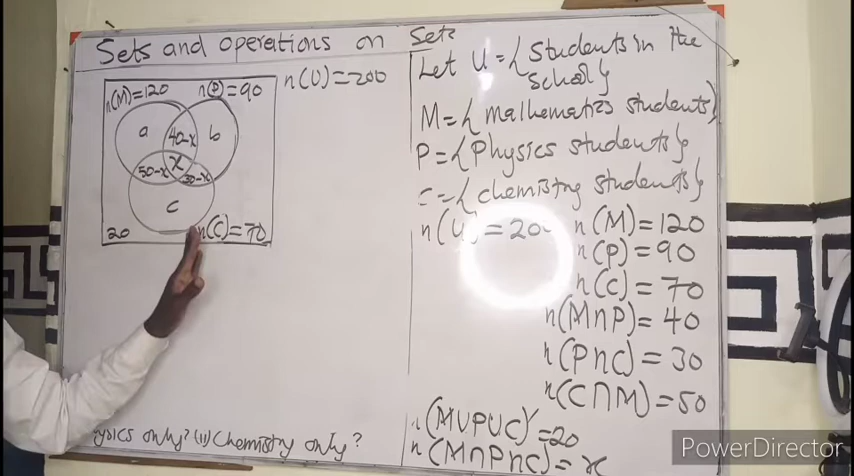 Sets and operations on Sets
n(U)=200
n(M)=120
n(P)=90
a
40-x
b
50-x
x
30-x
c
20
n(C)=70
Let U={students in the
school}
M={mathematics students}
P={Physics students}
C={chemistry students}
n(U)=200
n(M)=120
n(P)=90
n(C)=70
n(M∩P)=40
n(P∩C)=30
n(C∩M)=50
n(MUPUC)'=20
n(M∩P∩C)=x
only? (ii) Chemistry only?
PowerDirector